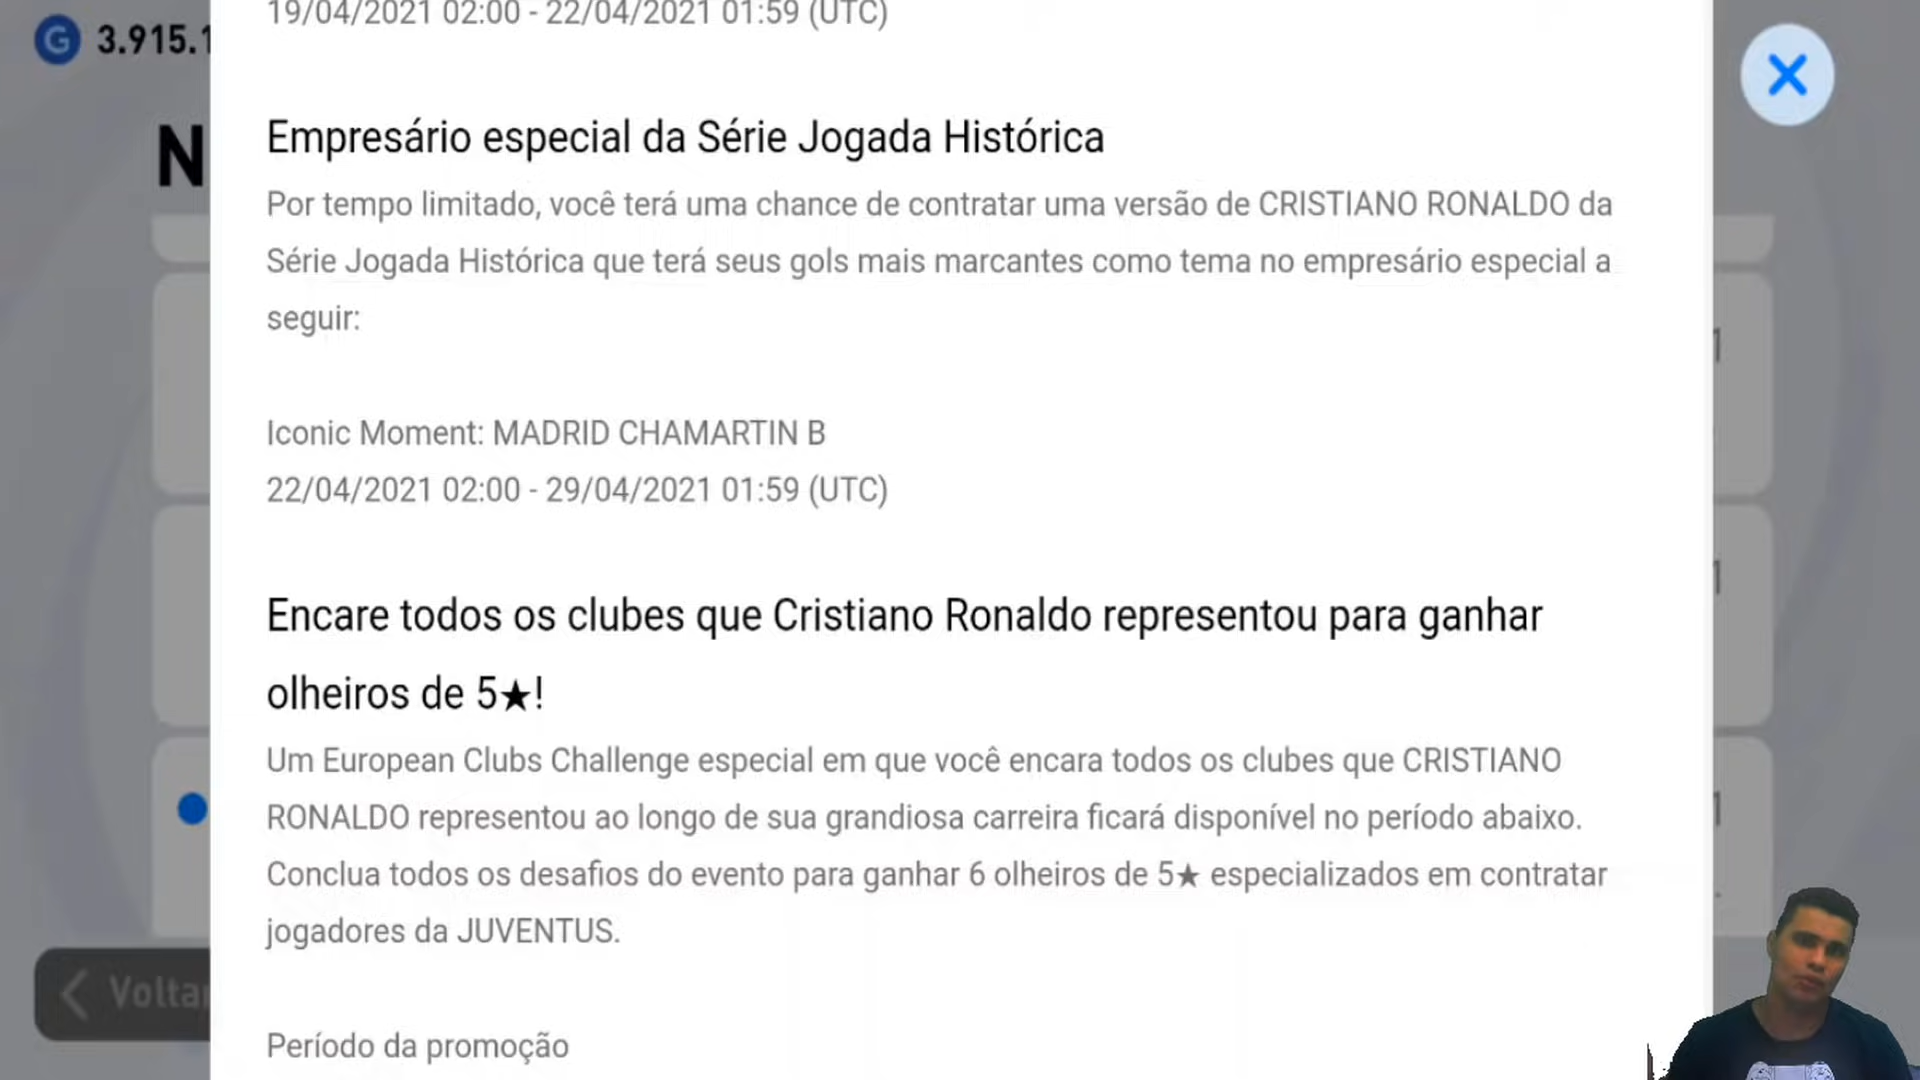 19/04/2021 02:00 - 22/04/2021 01:59 (UTC)
3.915.1
N
Empresário especial da Série Jogada Histórica
Por tempo limitado, você terá uma chance de contratar uma versão de CRISTIANO RONALDO da
Série Jogada Histórica que terá seus gols mais marcantes como tema no empresário especial a
seguir:
Iconic Moment: MADRID CHAMARTIN B
22/04/2021 02:00 - 29/04/2021 01:59 (UTC)
Encare todos os clubes que Cristiano Ronaldo representou para ganhar
olheiros de 5★!
Um European Clubs Challenge especial em que você encara todos os clubes que CRISTIANO
RONALDO representou ao longo de sua grandiosa carreira ficará disponível no período abaixo.
Conclua todos os desafios do evento para ganhar 6 olheiros de 5★ especializados em contratar
jogadores da JUVENTUS.
Voltar
Período da promoção